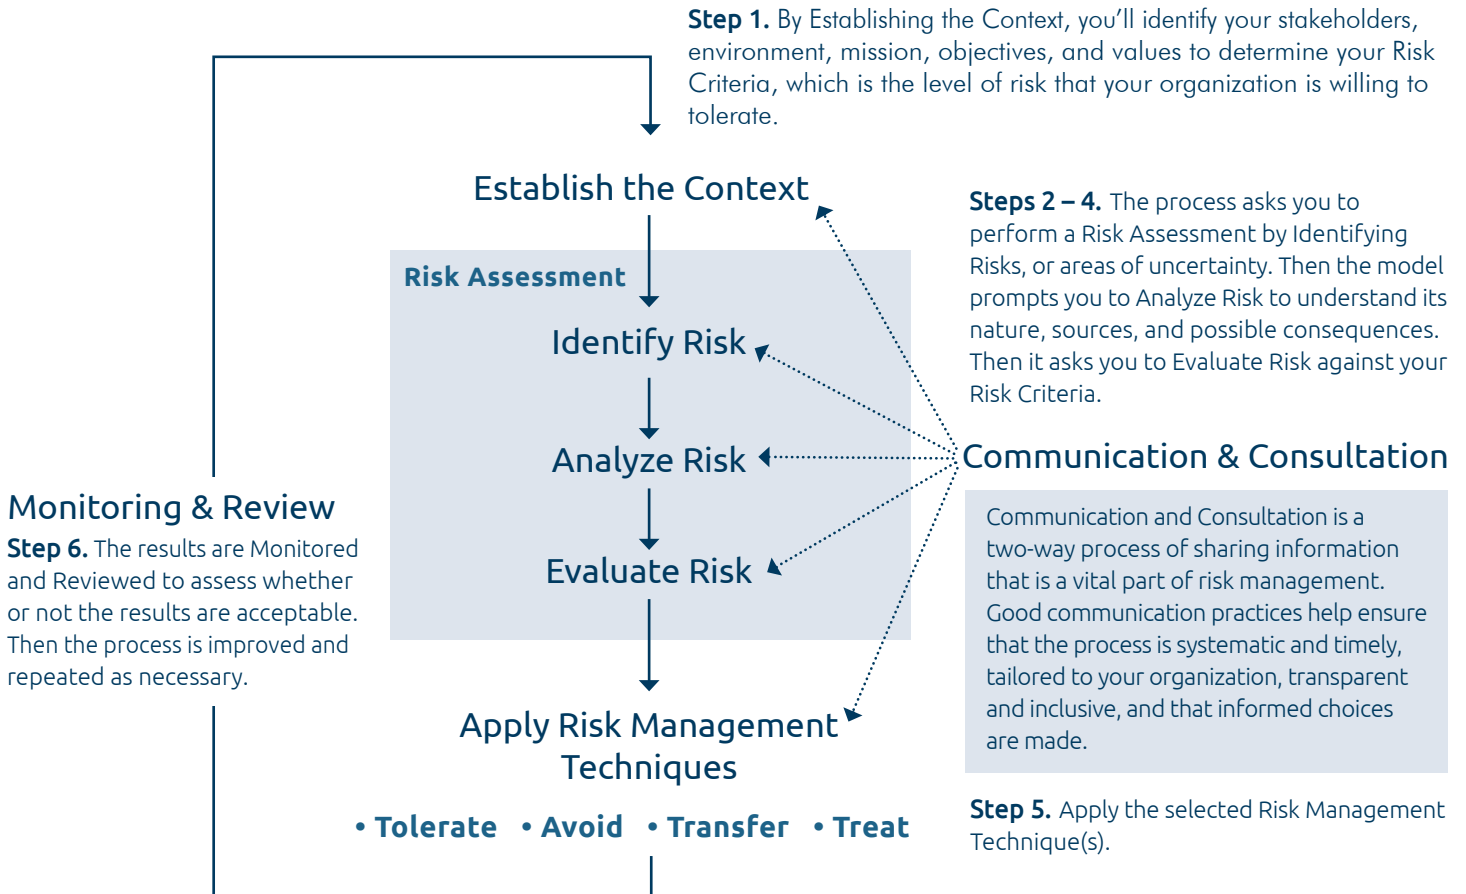 Step 1. By Establishing the Context, you’ll identify your stakeholders,
environment, mission, objectives, and values to determine your Risk
Criteria, which is the level of risk that your organization is willing to
tolerate.
Establish the Context
Steps 2 – 4. The process asks you to
perform a Risk Assessment by Identifying
Risks, or areas of uncertainty. Then the model
prompts you to Analyze Risk to understand its
nature, sources, and possible consequences.
Then it asks you to Evaluate Risk against your
Risk Criteria.
Risk Assessment
Identify Risk
Analyze Risk
Evaluate Risk
Communication & Consultation
Communication and Consultation is a
two-way process of sharing information
that is a vital part of risk management.
Good communication practices help ensure
that the process is systematic and timely,
tailored to your organization, transparent
and inclusive, and that informed choices
are made.
Monitoring & Review
Step 6. The results are Monitored
and Reviewed to assess whether
or not the results are acceptable.
Then the process is improved and
repeated as necessary.
Apply Risk Management
Techniques
• Tolerate • Avoid • Transfer • Treat
Step 5. Apply the selected Risk Management
Technique(s).